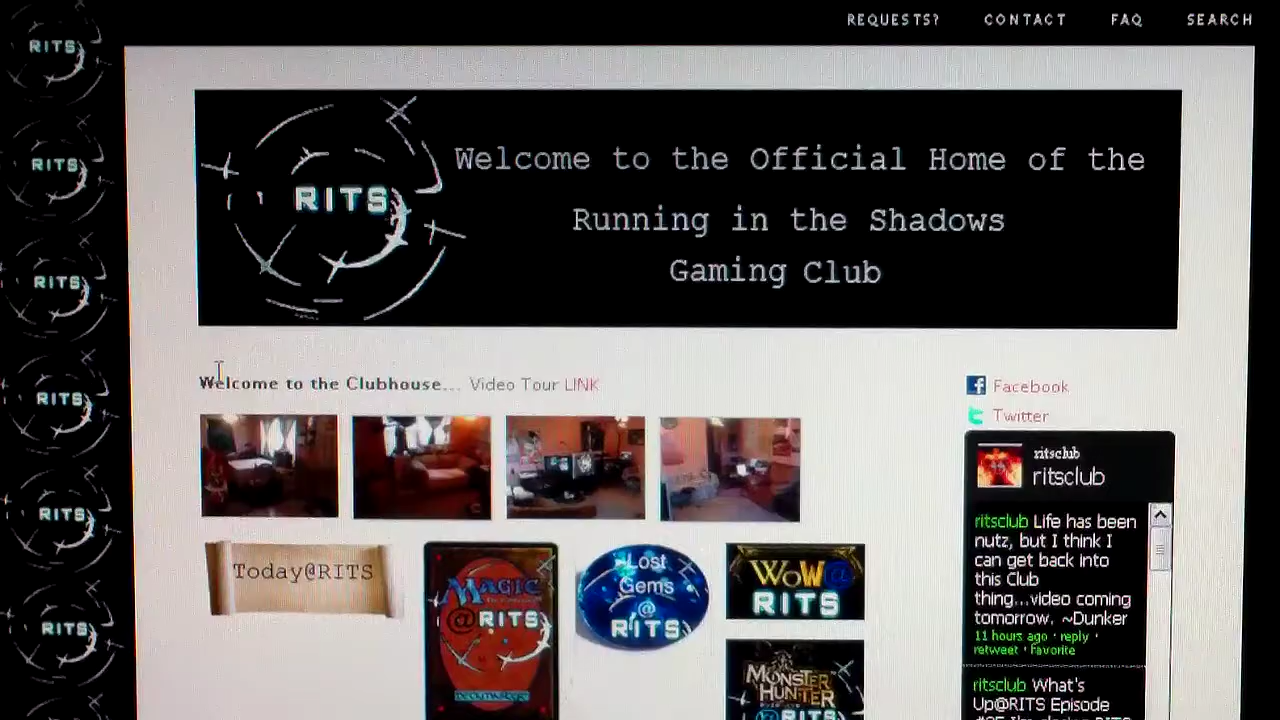 REQUESTS? CONTACT FAQ SEARCH
RITS
RITS
RITS
RITS
RITS
RITS
RITS
Welcome to the Official Home of the
Running in the Shadows
Gaming Club
Welcome to the Clubhouse... Video Tour LINK
Facebook
Twitter
ritsclub
ritsclub
ritsclub Life has been
nutz, but I think I
can get back into
this Club
thing...video coming
tomorrow. ~Dunker
11 hours ago · reply ·
retweet · Favorite
ritsclub What's
Up@RITS Episode
Today@RITS
MAGIC
@RITS
DECKMASTER
Lost
Gems
@
RITS
WoW@
RITS
MONSTER
HUNTER
@RITS